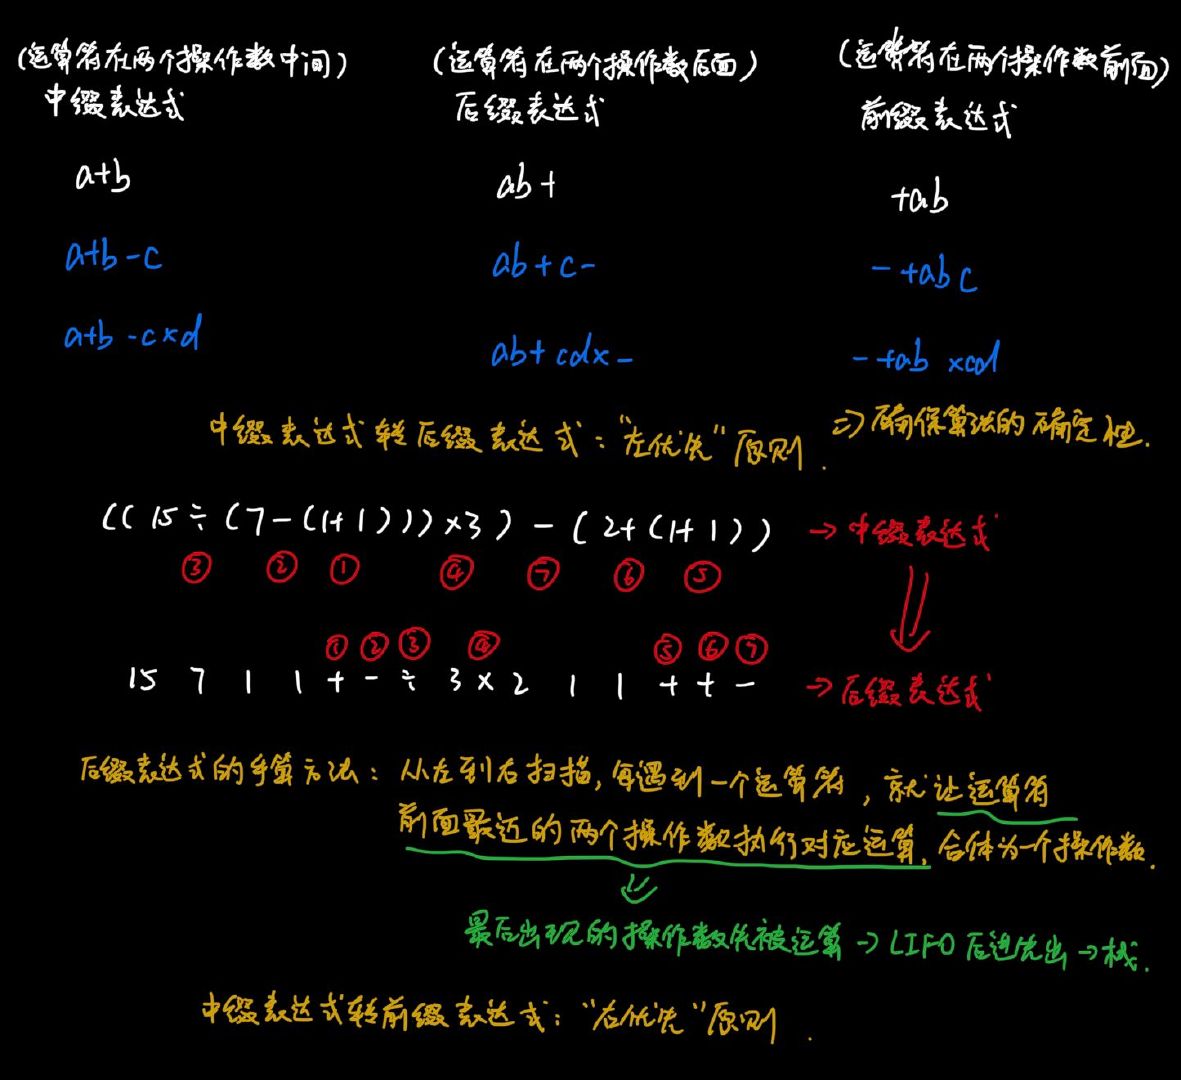 (运算符在两个操作数中间) (运算符在两个操作数后面) (运算符在两个操作数前面)
中缀表达式 后缀表达式 前缀表达式
a+b ab+ +ab
a+b-c ab+c- -+abc
a+b-c×d ab+cd×- -+ab ×cd
中缀表达式转后缀表达式：“左优先”原则. => 确保算法的确定性.
((15÷(7-(1+1)))×3)-(2+(1+1)) → 中缀表达式
③ ② ① ④ ⑦ ⑥ ⑤
① ② ③ ④ ⑤ ⑥ ⑦
15 7 1 1 + - ÷ 3 × 2 1 1 + + - → 后缀表达式
后缀表达式的手算方法：从左到右扫描,每遇到一个运算符,就让运算符
前面最近的两个操作数执行对应运算,合体为一个操作数.
最后出现的操作数先被运算 → LIFO 后进先出 → 栈.
中缀表达式转前缀表达式：“右优先”原则.